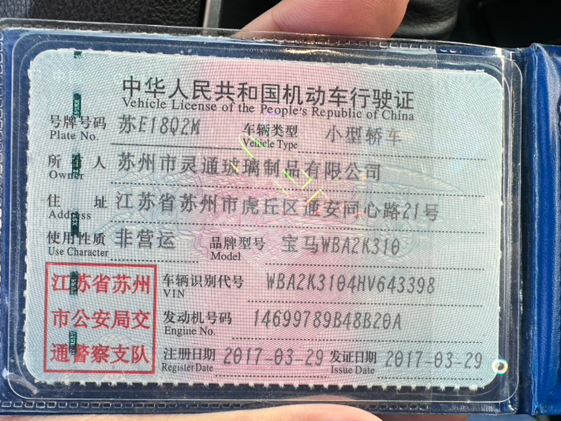 中华人民共和国机动车行驶证
Vehicle License of the People's Republic of China
号牌号码 苏E18Q2M 车辆类型 小型轿车
Plate No. Vehicle Type
所有人 苏州市灵通玻璃制品有限公司
Owner
住址 江苏省苏州市虎丘区通安同心路21号
Address
使用性质 非营运 品牌型号 宝马WBA2K310
Use Character Model
江苏省苏州
市公安局交
通警察支队
车辆识别代号 WBA2K3104HV643398
VIN
发动机号码 14699789B48B20A
Engine No.
注册日期 2017-03-29 发证日期 2017-03-29
Register Date Issue Date